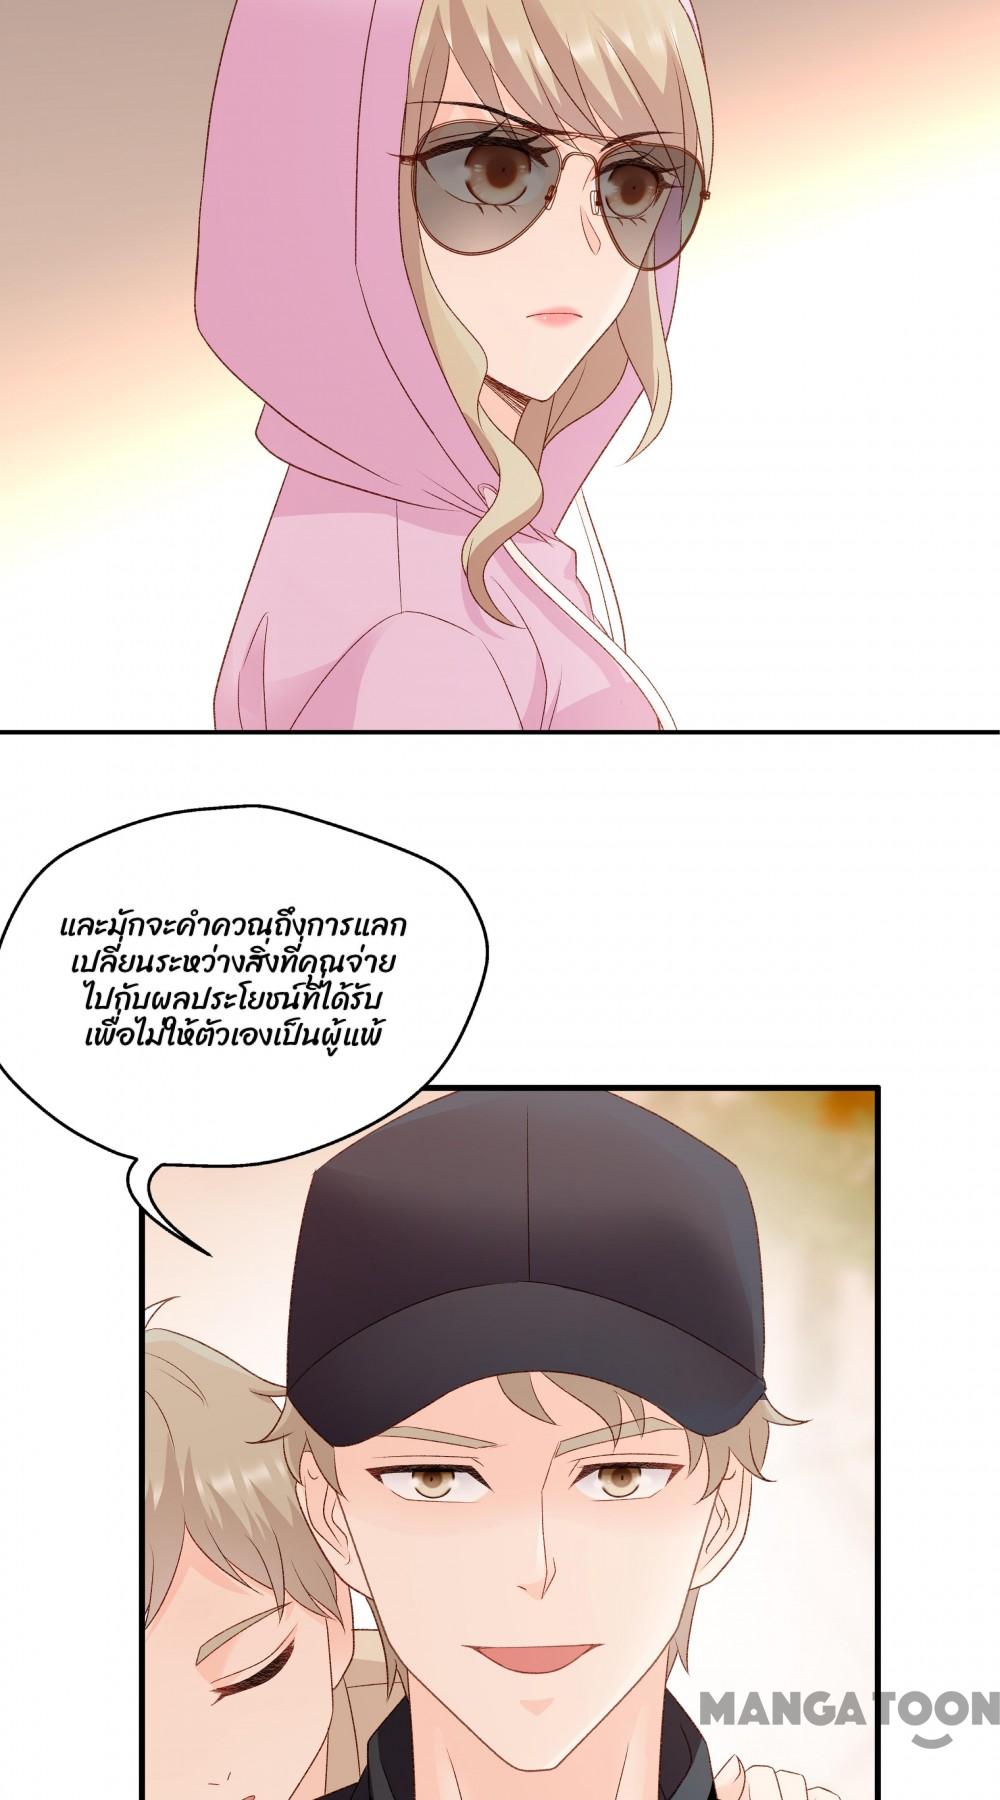 และมักจะคำควณถึงการแลก
เปลี่ยนระหว่างสิ่งที่คุณจ่าย
ไปกับผลประโยชน์ที่ได้รับ
เพื่อไม่ให้ตัวเองเป็นผู้แพ้
MANGATOON